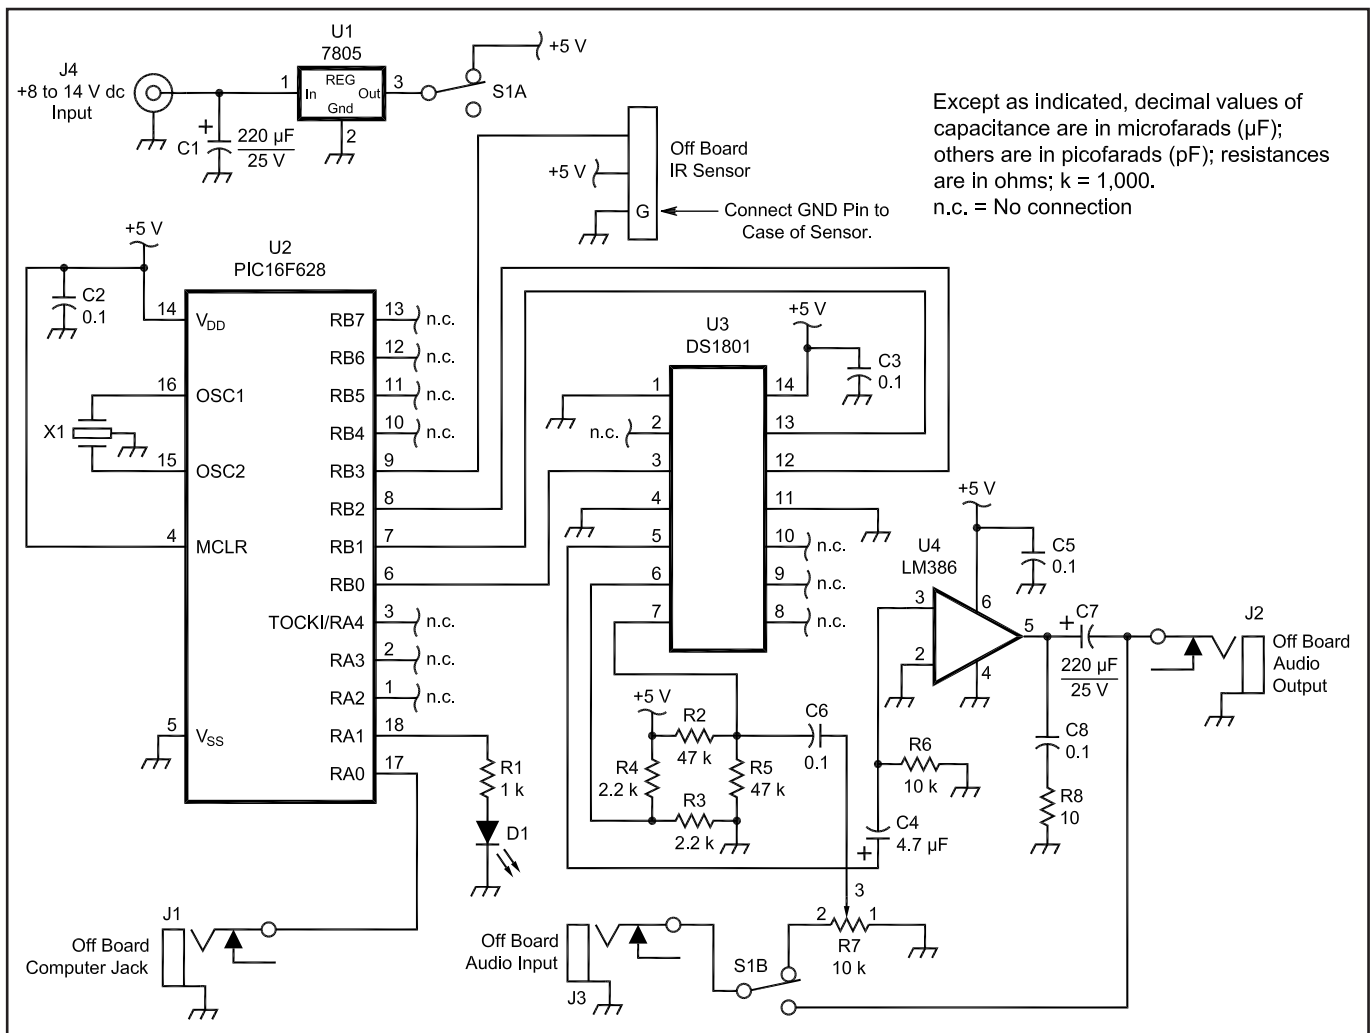 U1
7805
J4
+8 to 14 V dc
Input
1
REG
In
Out
Gnd
3
2
+5 V
S1A
+
C1
220 µF
25 V
Off Board
IR Sensor
+5 V
G
Connect GND Pin to
Case of Sensor.
Except as indicated, decimal values of
capacitance are in microfarads (µF);
others are in picofarads (pF); resistances
are in ohms; k = 1,000.
n.c. = No connection
+5 V
U2
PIC16F628
C2
0.1
14
VDD
16
OSC1
X1
15
OSC2
4
MCLR
5
VSS
RB7
13
n.c.
RB6
12
n.c.
RB5
11
n.c.
RB4
10
n.c.
RB3
9
RB2
8
RB1
7
RB0
6
TOCKI/RA4
3
n.c.
RA3
2
n.c.
RA2
1
n.c.
RA1
18
RA0
17
R1
1 k
D1
U3
DS1801
+5 V
C3
0.1
1
n.c.
2
3
4
5
6
7
14
13
12
11
10
n.c.
9
n.c.
8
n.c.
+5 V
R2
47 k
R4
2.2 k
R3
2.2 k
R5
47 k
C6
0.1
+5 V
C5
0.1
U4
LM386
3
2
6
4
5
+
C7
220 µF
25 V
J2
Off Board
Audio
Output
C8
0.1
R8
10
R6
10 k
C4
4.7 µF
+
3
2
1
R7
10 k
J1
Off Board
Computer Jack
Off Board
Audio Input
J3
S1B